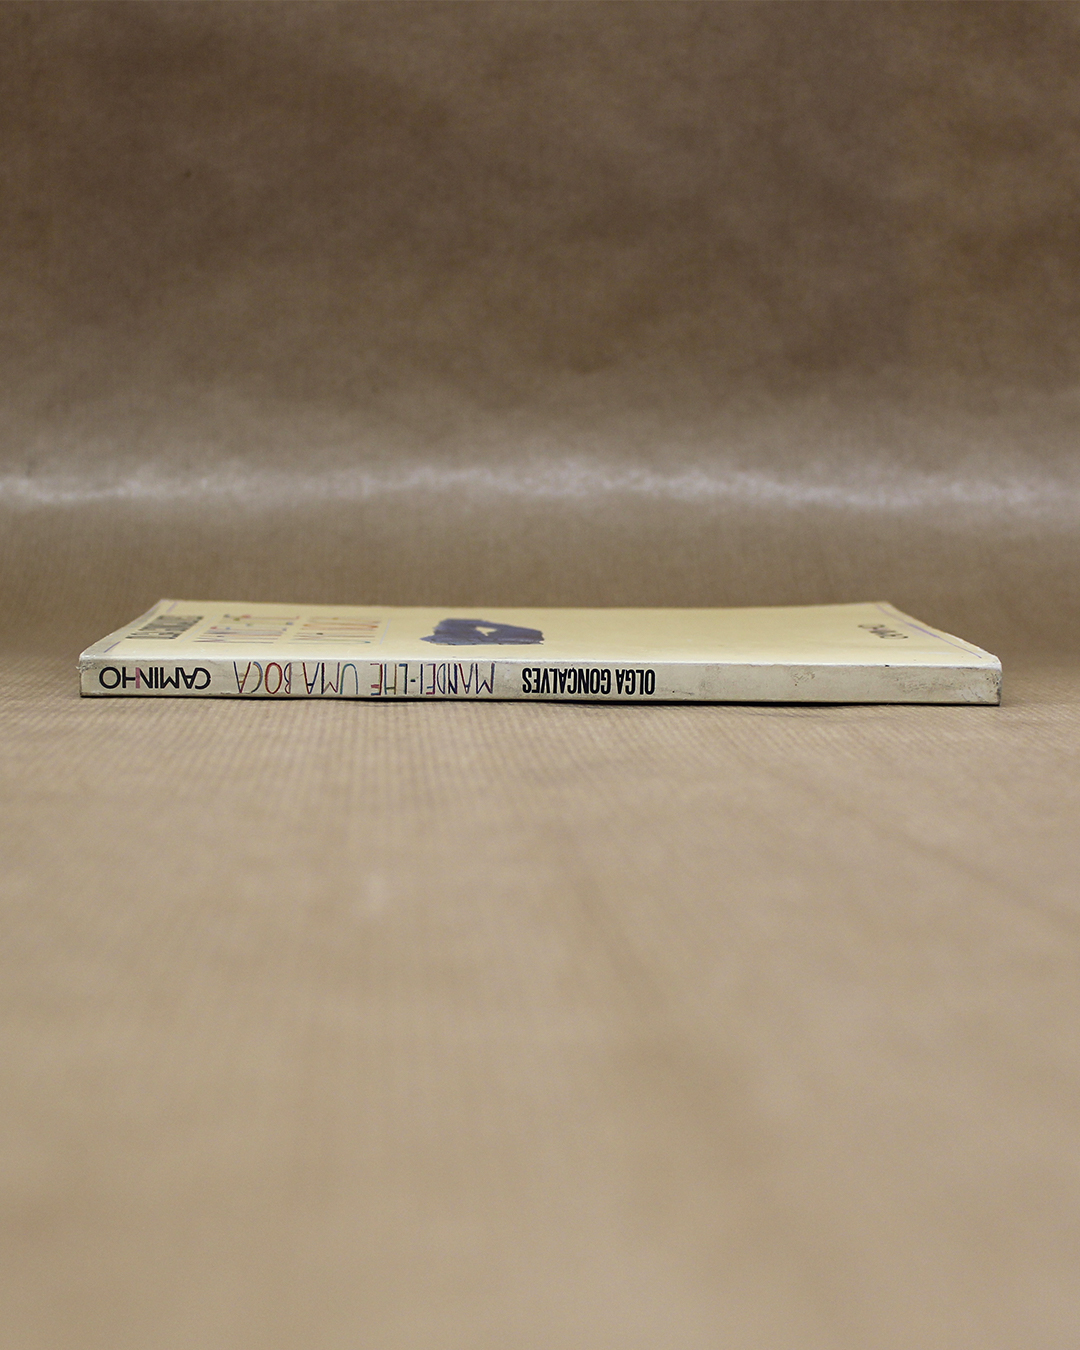 OLGA GONÇALVES
MANDEI-LHE UMA BOCA
CAMINHO